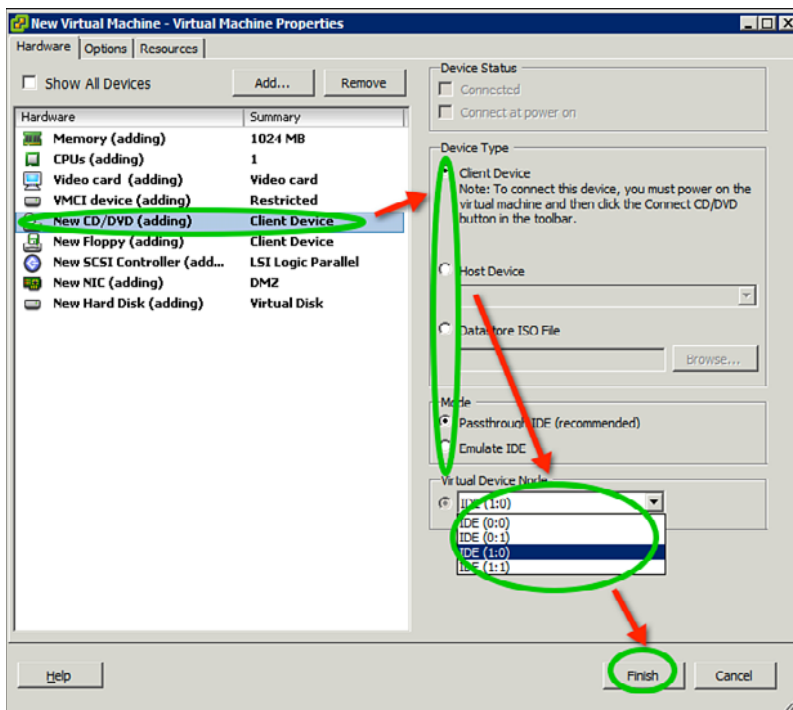 New Virtual Machine - Virtual Machine Properties
Hardware Options Resources
Show All Devices
Add...
Remove
Hardware Summary
Memory (adding) 1024 MB
CPUs (adding) 1
Video card (adding) Video card
VMCI device (adding) Restricted
New CD/DVD (adding) Client Device
New Floppy (adding) Client Device
New SCSI Controller (add... LSI Logic Parallel
New NIC (adding) DMZ
New Hard Disk (adding) Virtual Disk
Device Status
Connected
Connect at power on
Device Type
Client Device
Note: To connect this device, you must power on the
virtual machine and then click the Connect CD/DVD
button in the toolbar.
Host Device
Datastore ISO File
Browse...
Mode
Passthrough IDE (recommended)
Emulate IDE
Virtual Device Node
IDE (1:0)
IDE (0:0)
IDE (0:1)
IDE (1:0)
IDE (1:1)
Help
Finish
Cancel